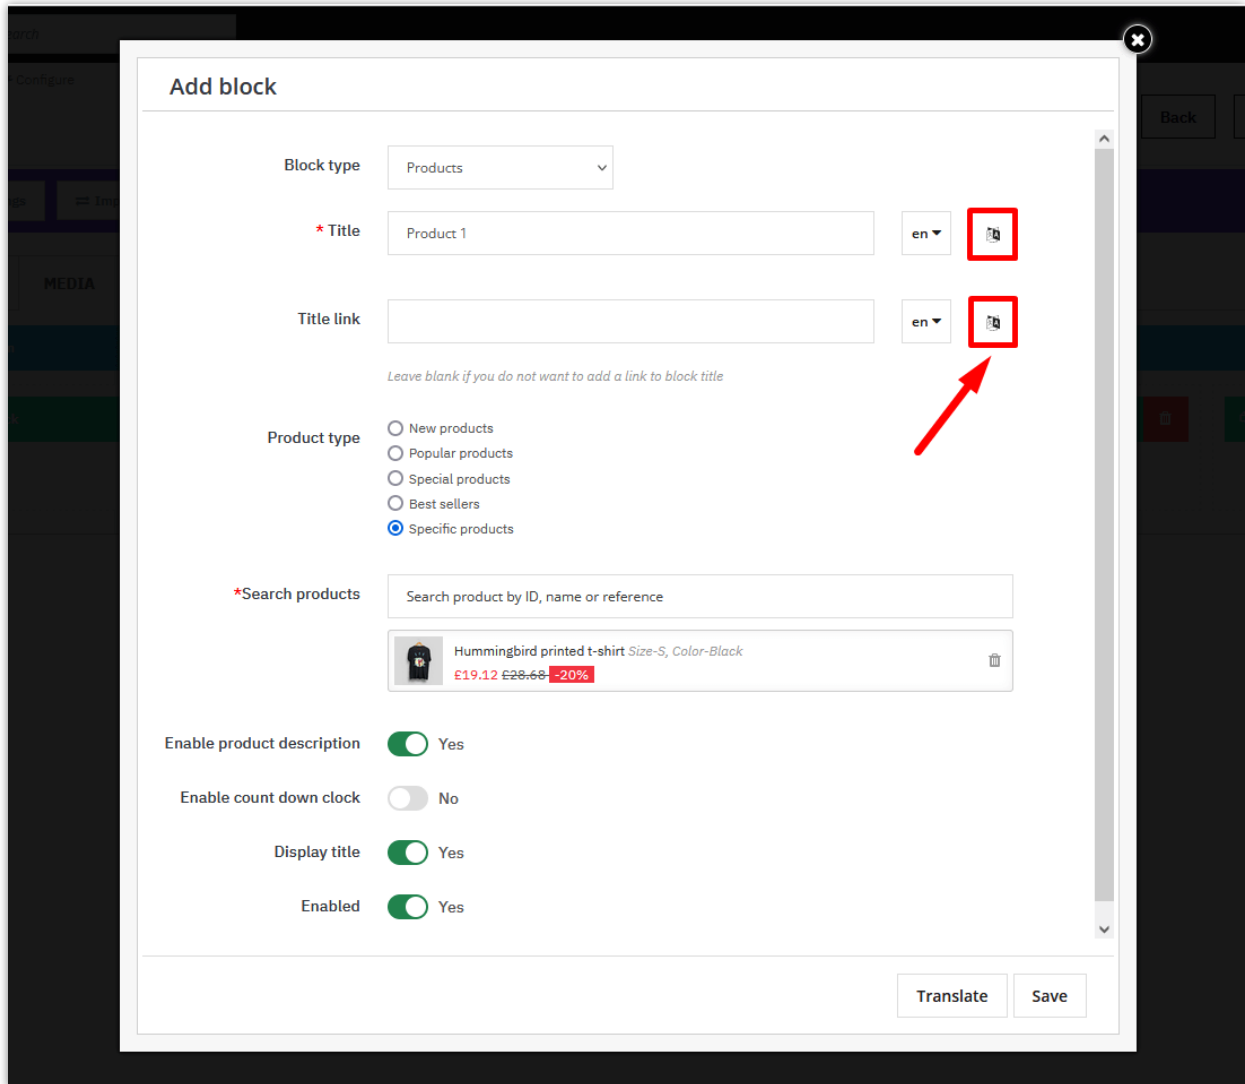 Search
Configure
Back
Add block
Block type
Products
* Title
Product 1
en
Title link
en
MEDIA
Leave blank if you do not want to add a link to block title
Product type
New products
Popular products
Special products
Best sellers
Specific products
*Search products
Search product by ID, name or reference
Hummingbird printed t-shirt Size-S, Color-Black
£19.12 £28.68 -20%
Enable product description
Yes
Enable count down clock
No
Display title
Yes
Enabled
Yes
Translate
Save